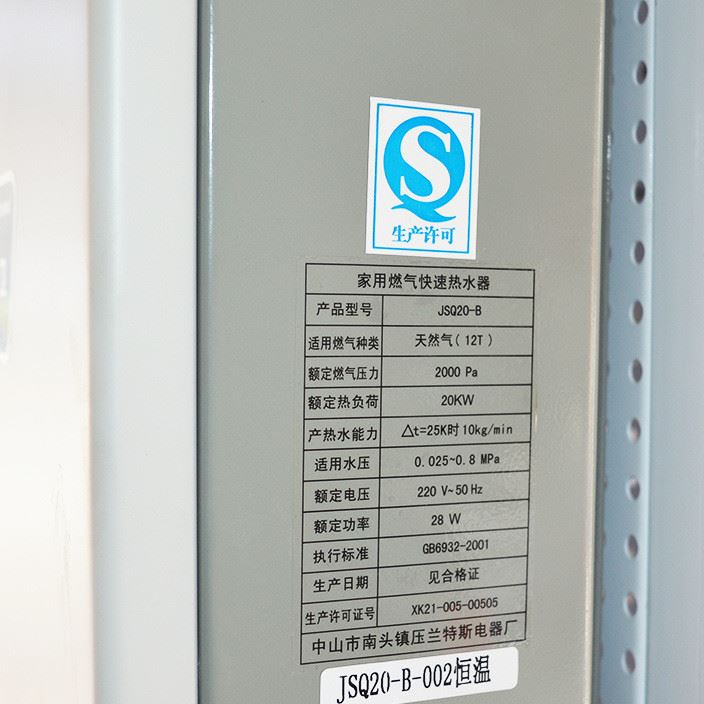 QS
生产许可
家用燃气快速热水器
产品型号 JSQ20-B
适用燃气种类 天然气(12T)
额定燃气压力 2000 Pa
额定热负荷 20KW
产热水能力 △t=25K时10kg/min
适用水压 0.025~0.8 MPa
额定电压 220 V~50Hz
额定功率 28 W
执行标准 GB6932-2001
生产日期 见合格证
生产许可证号 XK21-005-00505
中山市南头镇压兰特斯电器厂
JSQ20-B-002恒温